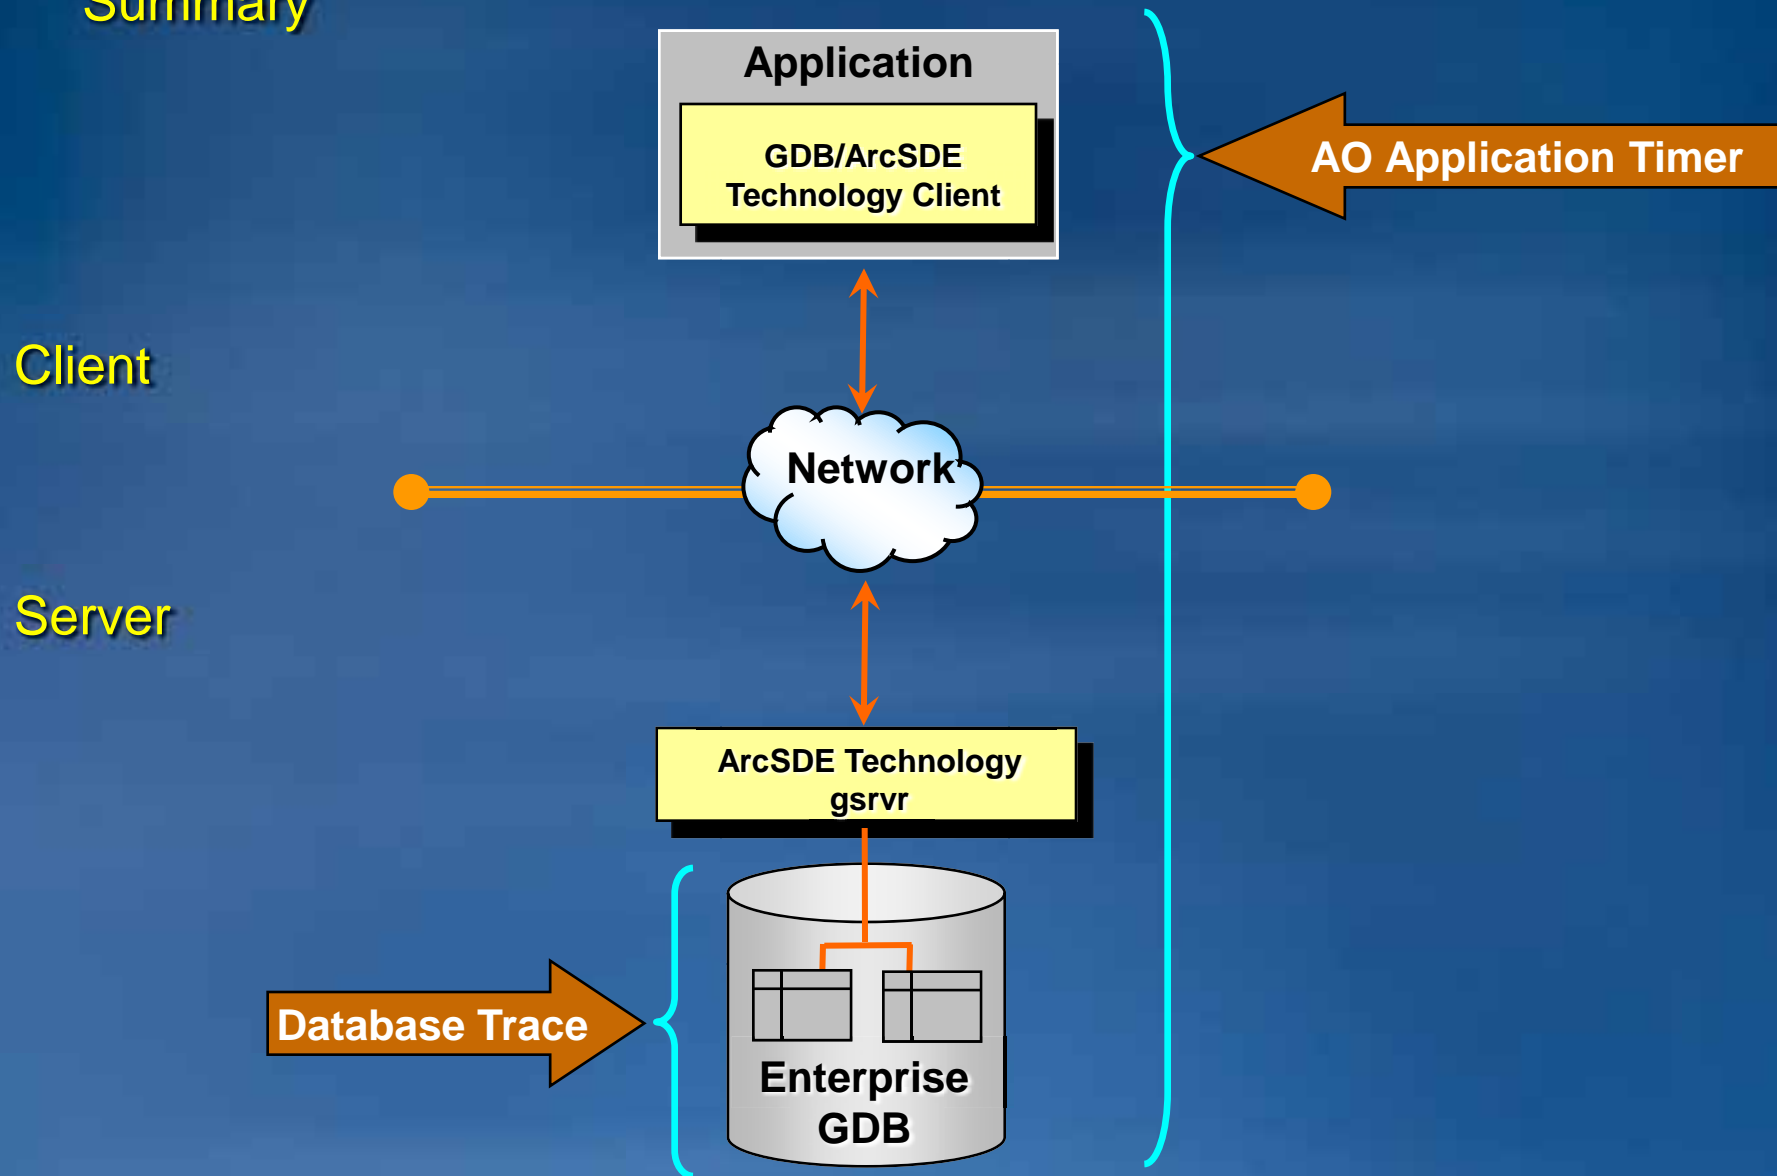 Summary
Application
GDB/ArcSDE
Technology Client
AO Application Timer
Client
Network
Server
ArcSDE Technology
gsrvr
Database Trace
Enterprise
GDB